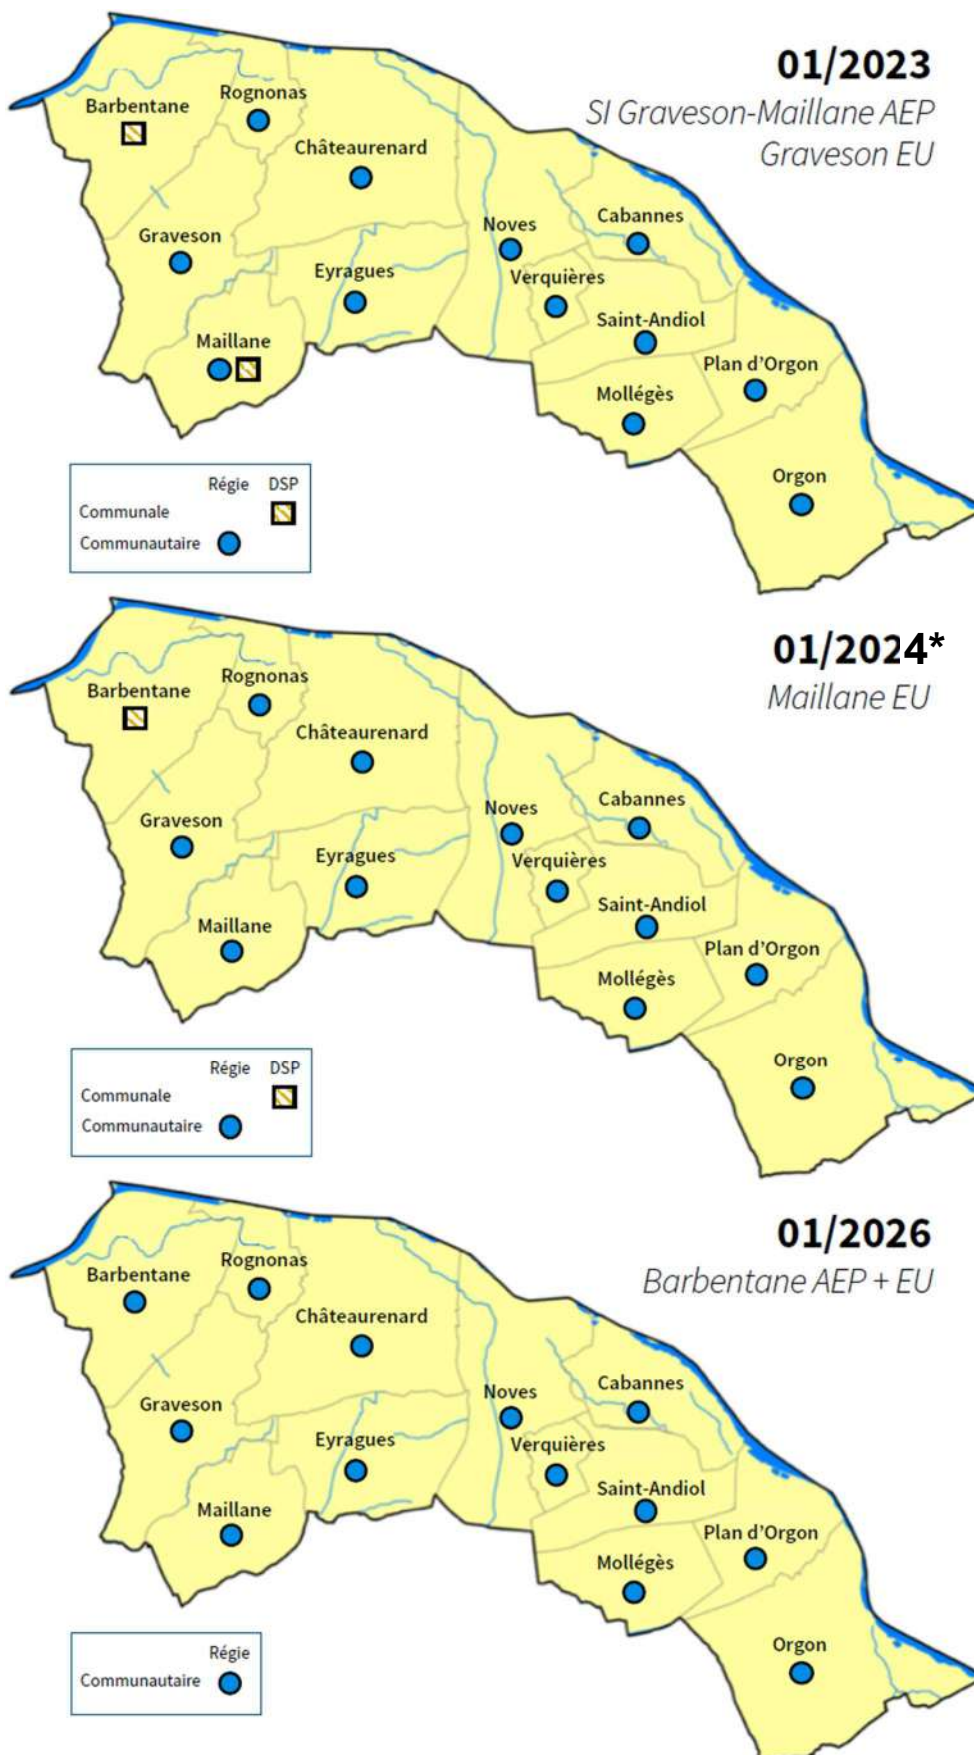 01/2023
SI Graveson-Maillane AEP
Graveson EU
Barbentane
Rognonas
Châteaurenard
Graveson
Noves
Cabannes
Eyragues
Verquières
Maillane
Saint-Andiol
Plan d'Orgon
Mollégès
Orgon
Régie DSP
Communale
Communautaire
01/2024*
Maillane EU
Barbentane
Rognonas
Châteaurenard
Graveson
Noves
Cabannes
Eyragues
Verquières
Maillane
Saint-Andiol
Plan d'Orgon
Mollégès
Orgon
Régie DSP
Communale
Communautaire
01/2026
Barbentane AEP + EU
Barbentane
Rognonas
Châteaurenard
Graveson
Noves
Cabannes
Eyragues
Verquières
Maillane
Saint-Andiol
Plan d'Orgon
Mollégès
Orgon
Régie
Communautaire